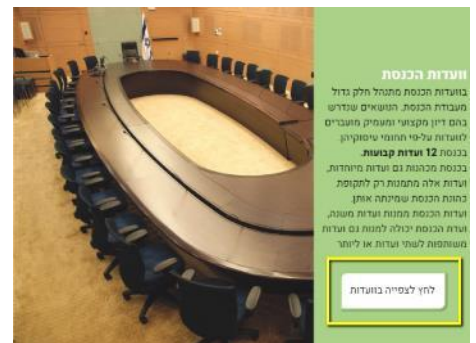 וועדות הכנסת
בוועדות הכנסת מתנהל חלק גדול
מעבודת הכנסת. הנושאים שנדרש
בהם דיון מקצועי ומעמיק מועברים
לוועדות על-פי תחומי עיסוקיהן.
בכנסת 12 ועדות קבועות.
בכנסת מכהנות גם ועדות מיוחדות,
ועדות אלה מתמנות רק לתקופת
כהונת הכנסת שמינתה אותן.
ועדות הכנסת ממנות ועדות משנה,
ועדת הכנסת יכולה למנות גם ועדות
משותפות לשתי ועדות או ליותר
לחץ לצפייה בוועדות